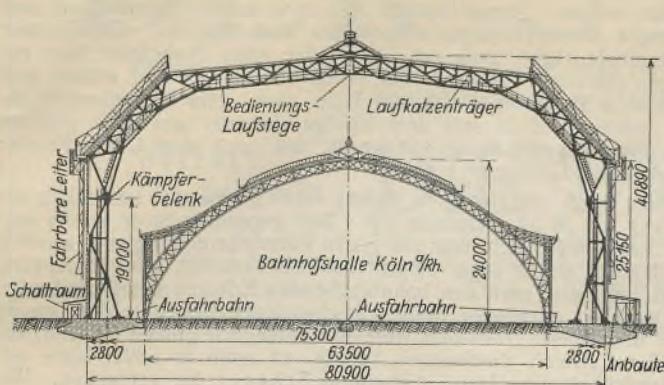 Bedienungs-
Laufstege
Laufkatzenträger
Fahrbare Leiter
Kämpfer-
Gelenk
40890
19000
24000
25150
Bahnhofshalle Köln a/Rh.
Schaltraum
Ausfahrbahn
Ausfahrbahn
75300
2800
63500
2800
Anbaute
80900